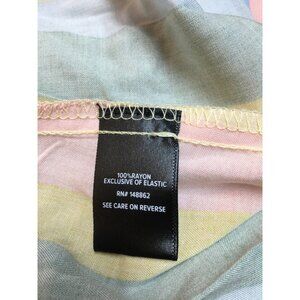 100%RAYON
EXCLUSIVE OF ELASTIC
RN# 148862
SEE CARE ON REVERSE